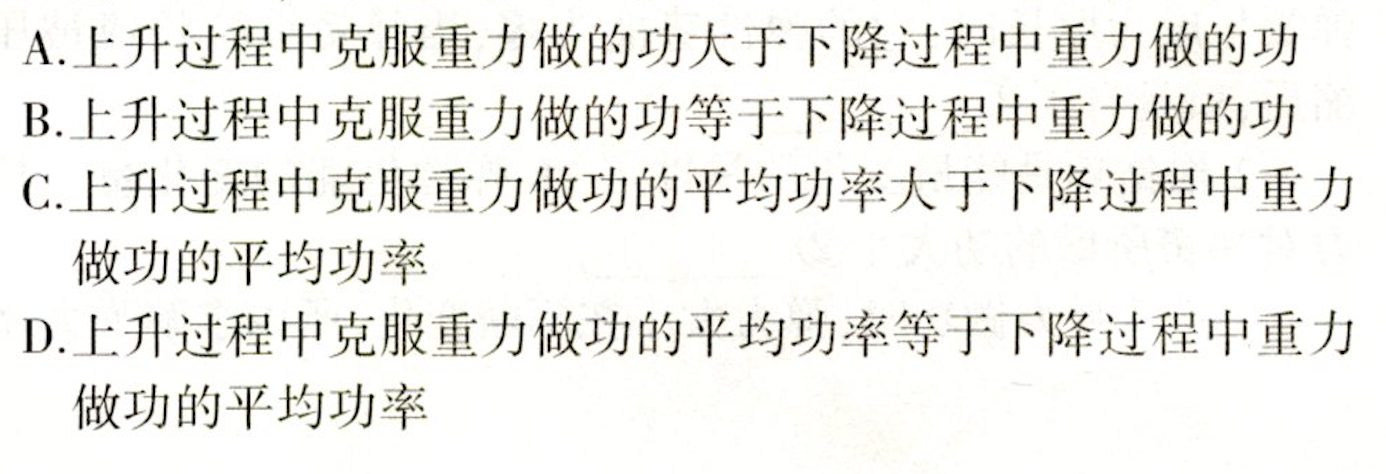 A.上升过程中克服重力做的功大于下降过程中重力做的功
B.上升过程中克服重力做的功等于下降过程中重力做的功
C.上升过程中克服重力做功的平均功率大于下降过程中重力
做功的平均功率
D.上升过程中克服重力做功的平均功率等于下降过程中重力
做功的平均功率